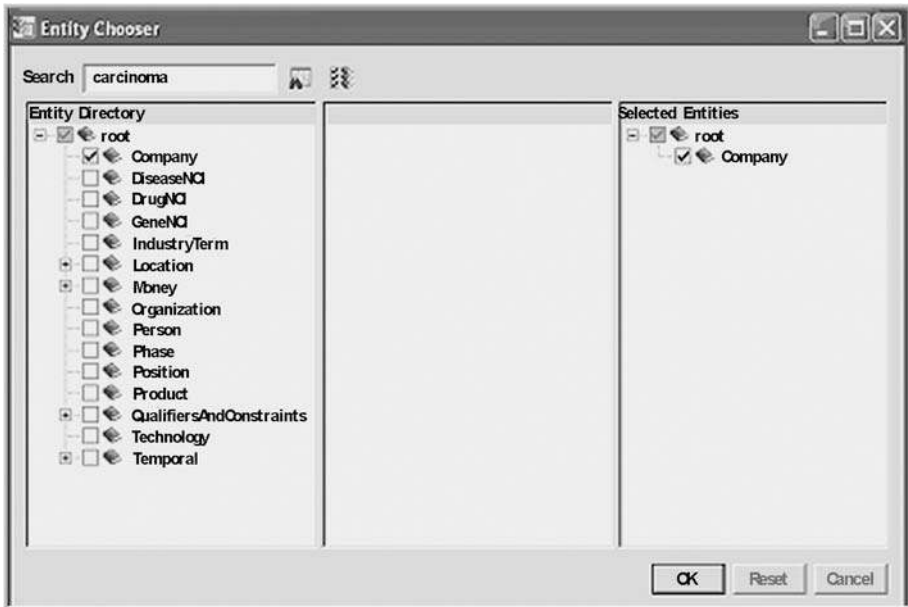 Entity Chooser
Search carcinoma
Entity Directory
root
Company
DiseaseNCI
DrugNCI
GeneNCI
IndustryTerm
Location
Money
Organization
Person
Phase
Position
Product
QualifiersAndConstraints
Technology
Temporal
Selected Entities
root
Company
OK Reset Cancel